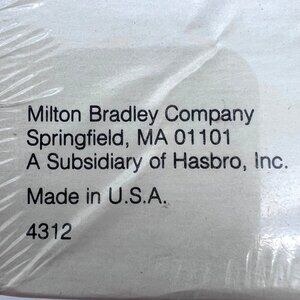 Milton Bradley Company
Springfield, MA 01101
A Subsidiary of Hasbro, Inc.
Made in U.S.A.
4312